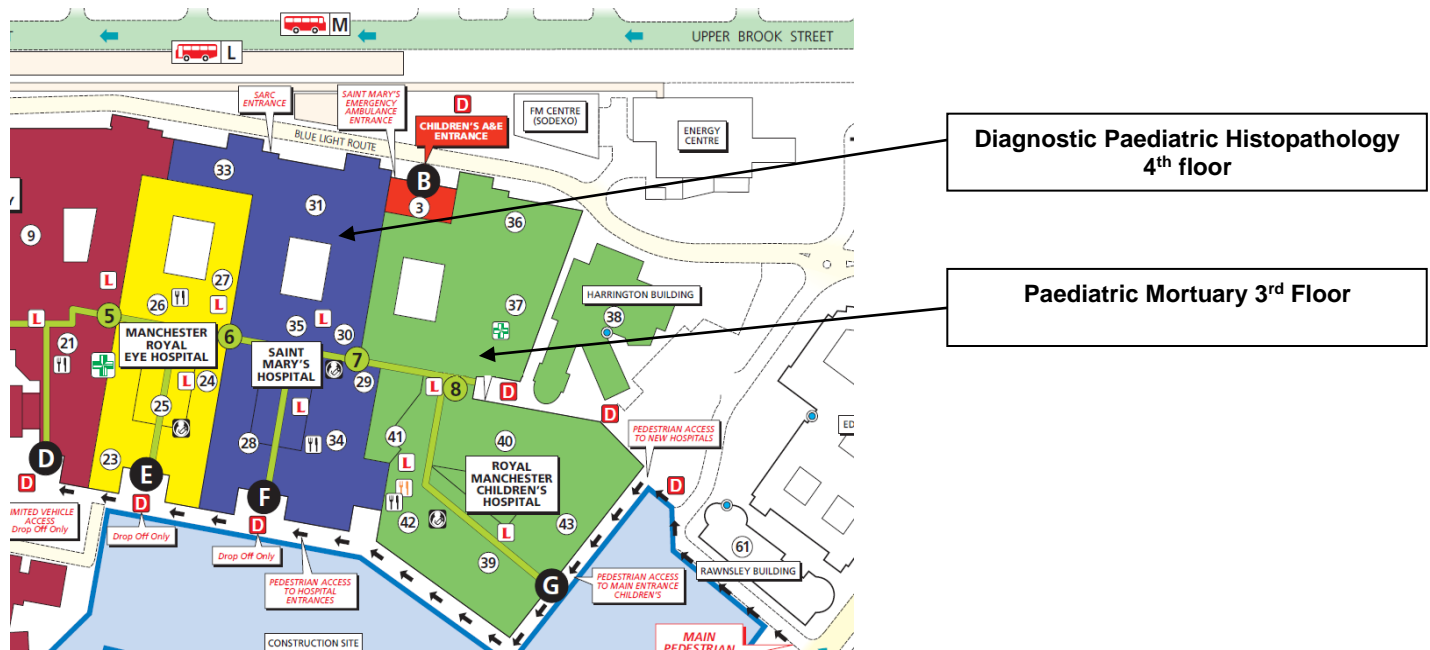 M
L
UPPER BROOK STREET
SARC
ENTRANCE
SAINT MARY'S
EMERGENCY
AMBULANCE
ENTRANCE
D
CHILDREN'S A&E
ENTRANCE
FM CENTRE
(SODEXO)
ENERGY
CENTRE
BLUE LIGHT ROUTE
Diagnostic Paediatric Histopathology
4th floor
33
B
3
31
36
9
27
L
26
L
L
5
37
HARRINGTON BUILDING
38
Paediatric Mortuary 3rd Floor
21
MANCHESTER
ROYAL
EYE HOSPITAL
6
35
L
30
SAINT
MARY'S
HOSPITAL
7
29
L
24
25
L
L
8
D
D
28
34
41
40
PEDESTRIAN ACCESS
TO NEW HOSPITALS
D
23
E
F
L
ROYAL
MANCHESTER
CHILDREN'S
HOSPITAL
D
D
Drop Off Only
D
Drop Off Only
ACCESS
Drop Off Only
42
L
43
39
G
61
RAWNSLEY BUILDING
PEDESTRIAN ACCESS
TO HOSPITAL
ENTRANCES
PEDESTRIAN ACCESS
TO MAIN ENTRANCE
CHILDREN'S
CONSTRUCTION SITE
MAIN
PEDESTRIAN